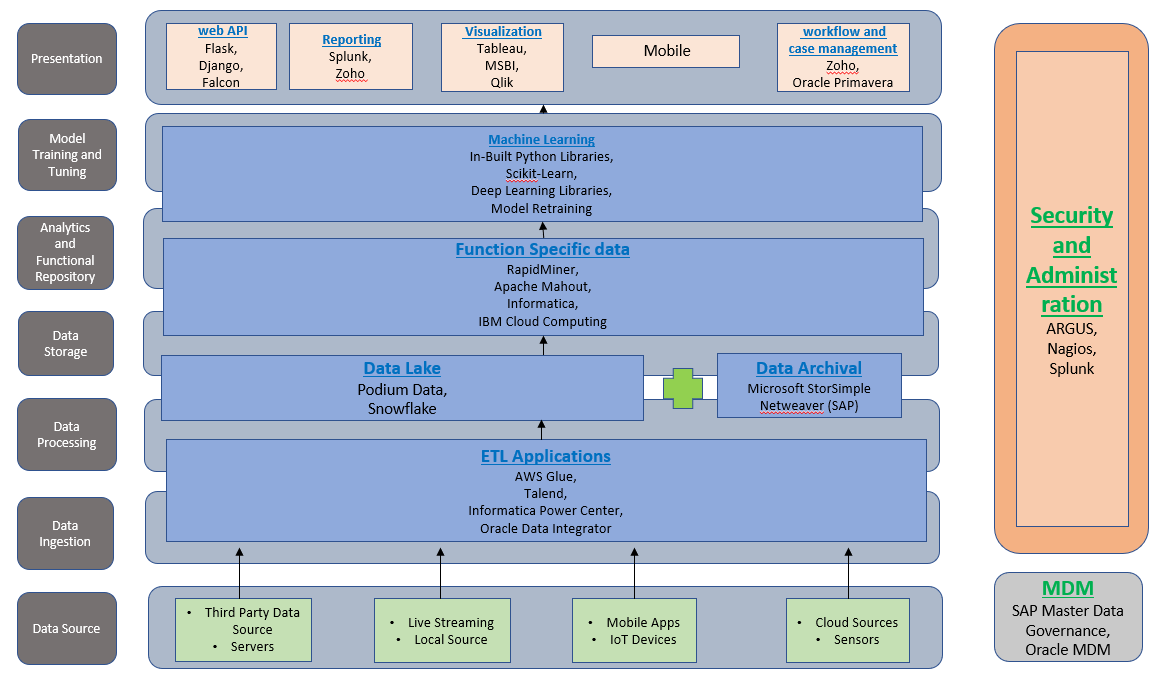 Presentation
web API
Flask,
Django,
Falcon
Reporting
Splunk,
Zoho
Visualization
Tableau,
MSBI,
Qlik
Mobile
workflow and
case management
Zoho,
Oracle Primavera
Model
Training and
Tuning
Machine Learning
In-Built Python Libraries,
Scikit-Learn,
Deep Learning Libraries,
Model Retraining
Analytics
and
Functional
Repository
Function Specific data
RapidMiner,
Apache Mahout,
Informatica,
IBM Cloud Computing
Data
Storage
Data Lake
Podium Data,
Snowflake
Data Archival
Microsoft StorSimple
Netweaver (SAP)
Data
Processing
ETL Applications
AWS Glue,
Talend,
Informatica Power Center,
Oracle Data Integrator
Data
Ingestion
Data Source
• Third Party Data
Source
• Servers
• Live Streaming
• Local Source
• Mobile Apps
• IoT Devices
• Cloud Sources
• Sensors
Security
and
Administ
ration
ARGUS,
Nagios,
Splunk
MDM
SAP Master Data
Governance,
Oracle MDM